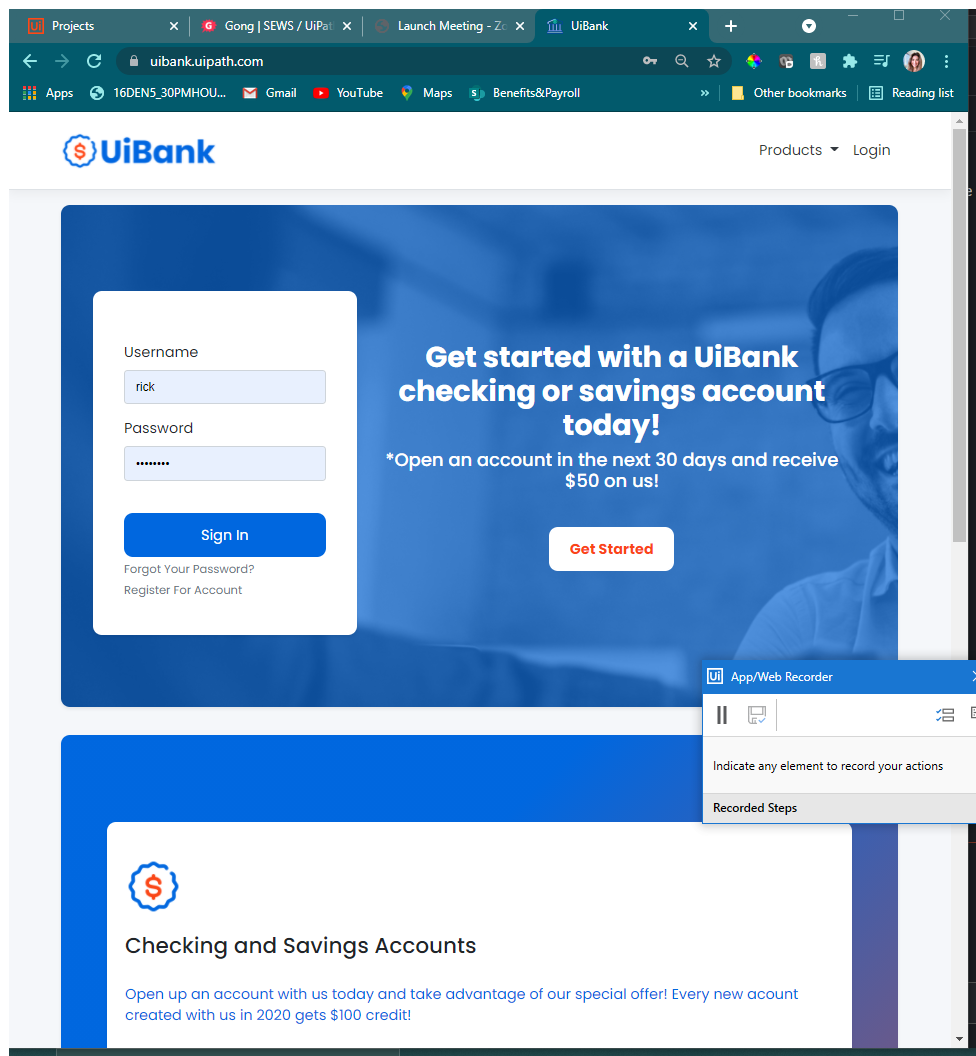 Projects
Gong | SEWS / UiPat
Launch Meeting - Zo
UiBank
uibank.uipath.com
Apps
16DEN5_30PMHOU...
Gmail
YouTube
Maps
Benefits&Payroll
»
Other bookmarks
Reading list
UiBank
Products
Login
Username
rick
Password
••••••••
Sign In
Forgot Your Password?
Register For Account
Get started with a UiBank
checking or savings account
today!
*Open an account in the next 30 days and receive
$50 on us!
Get Started
Ui App/Web Recorder
Indicate any element to record your actions
Recorded Steps
$
Checking and Savings Accounts
Open up an account with us today and take advantage of our special offer! Every new acount
created with us in 2020 gets $100 credit!